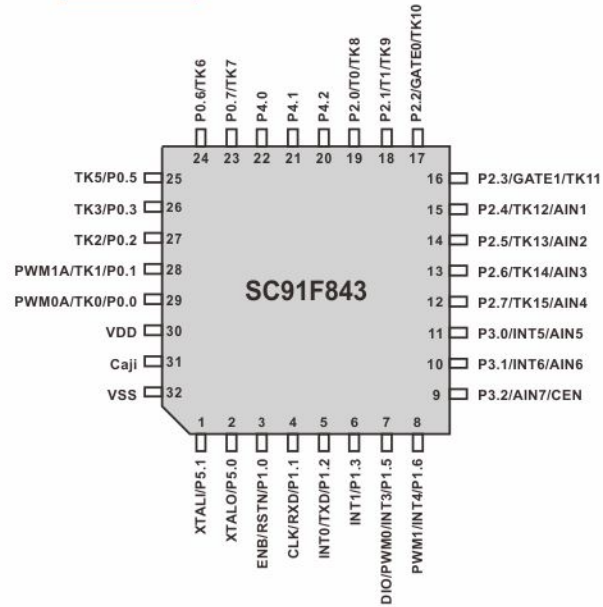 P0.6/TK6
P0.7/TK7
P4.0
P4.1
P4.2
P2.0/T0/TK8
P2.1/T1/TK9
P2.2/GATE0/TK10
24 23 22 21 20 19 18 17
TK5/P0.5 25
TK3/P0.3 26
TK2/P0.2 27
PWM1A/TK1/P0.1 28
PWM0A/TK0/P0.0 29
VDD 30
Caji 31
VSS 32
SC91F843
16 P2.3/GATE1/TK11
15 P2.4/TK12/AIN1
14 P2.5/TK13/AIN2
13 P2.6/TK14/AIN3
12 P2.7/TK15/AIN4
11 P3.0/INT5/AIN5
10 P3.1/INT6/AIN6
9 P3.2/AIN7/CEN
1 2 3 4 5 6 7 8
XTALI/P5.1
XTALO/P5.0
ENB/RSTN/P1.0
CLK/RXD/P1.1
INT0/TXD/P1.2
INT1/P1.3
DIO/PWM0/INT3/P1.5
PWM1/INT4/P1.6